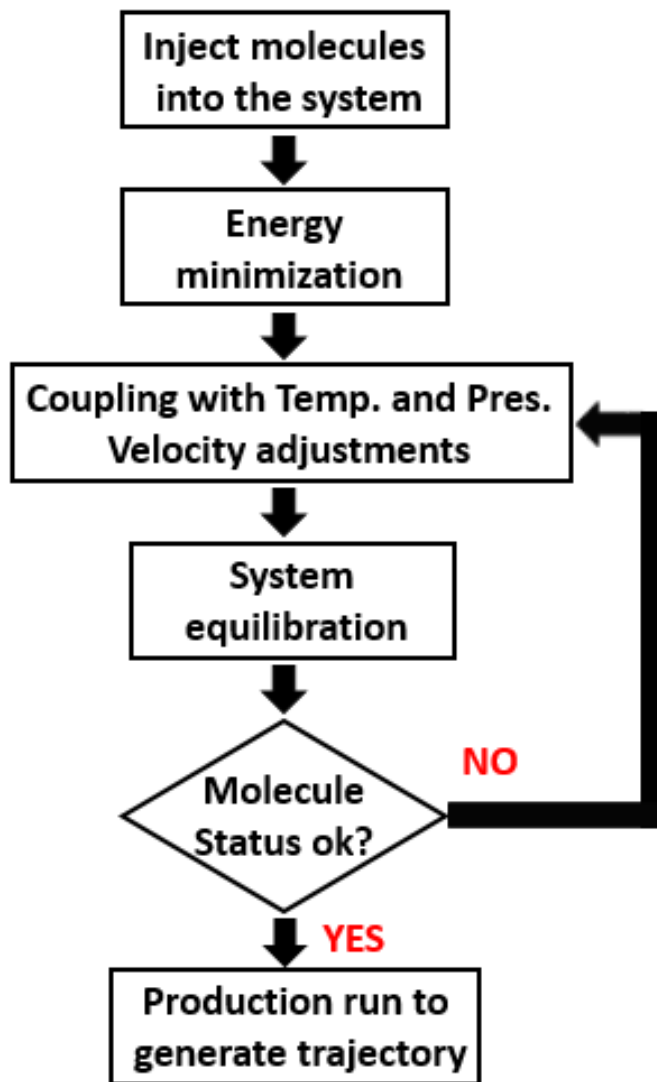 Inject molecules
into the system
Energy
minimization
Coupling with Temp. and Pres.
Velocity adjustments
System
equilibration
Molecule
Status ok?
NO
YES
Production run to
generate trajectory